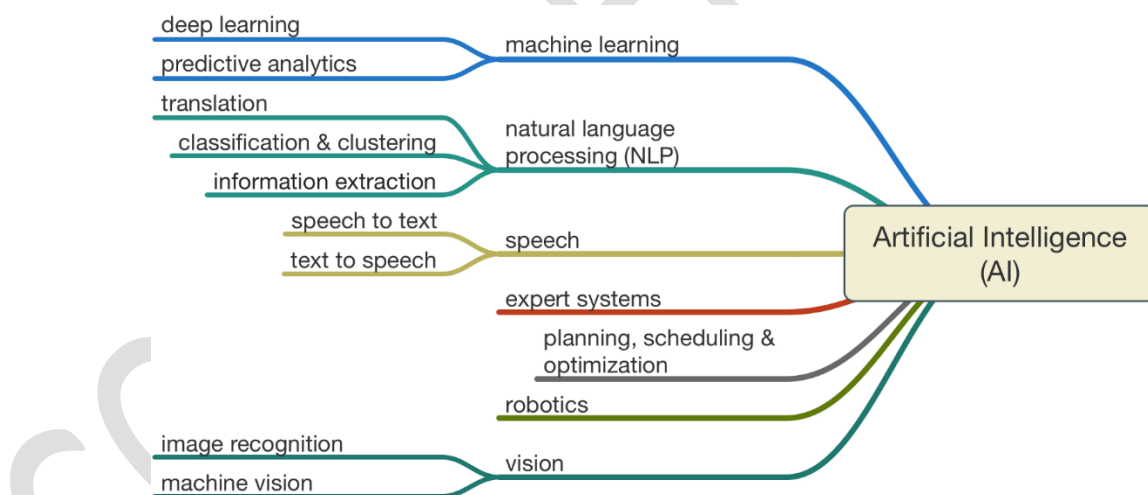 deep learning
machine learning
predictive analytics
translation
natural language
processing (NLP)
classification & clustering
information extraction
speech to text
speech
text to speech
Artificial Intelligence
(AI)
expert systems
planning, scheduling &
optimization
robotics
image recognition
vision
machine vision